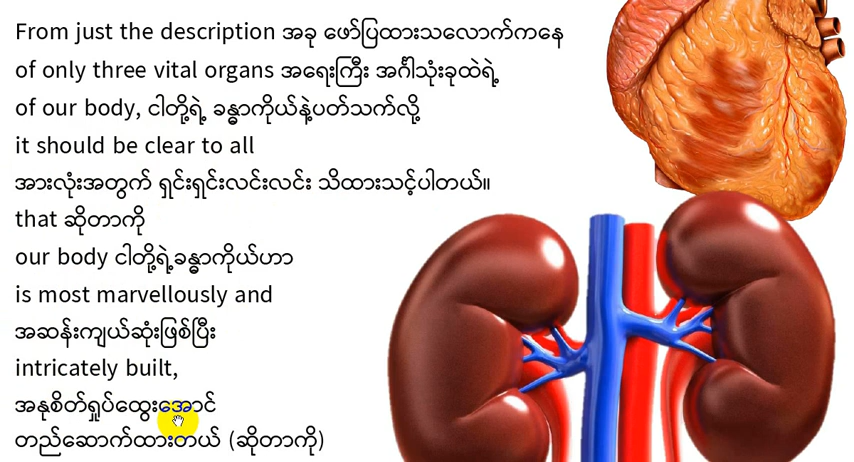 From just the description အခု ဖော်ပြထားသလောက်ကနေ
of only three vital organs အရေးကြီး အင်္ဂါသုံးခုထဲရဲ့
of our body, ငါတို့ရဲ့ ခန္ဓာကိုယ်နဲ့ပတ်သက်လို့
it should be clear to all
အားလုံးအတွက် ရှင်းရှင်းလင်းလင်း သိထားသင့်ပါတယ်။
that ဆိုတာကို
our body ငါတို့ရဲ့ခန္ဓာကိုယ်ဟာ
is most marvellously and
အဆန်းကျယ်ဆုံးဖြစ်ပြီး
intricately built,
အနုစိတ်ရှုပ်ထွေးအောင်
တည်ဆောက်ထားတယ် (ဆိုတာကို)